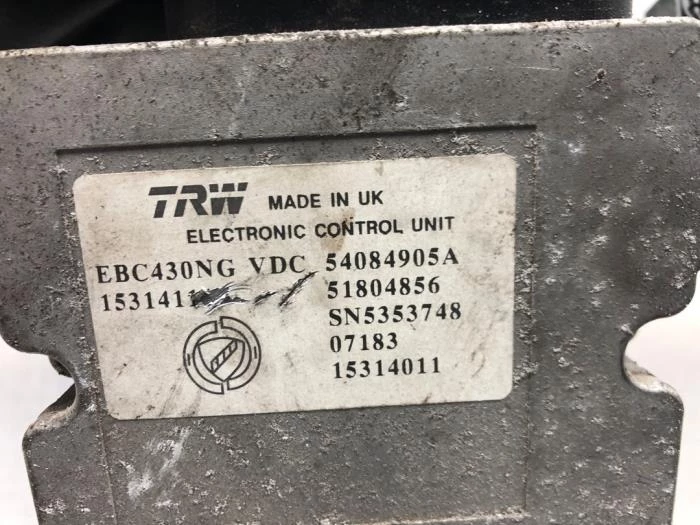 TRW MADE IN UK
ELECTRONIC CONTROL UNIT
EBC430NG VDC 54084905A
51804856
SN5353748
07183
15314011